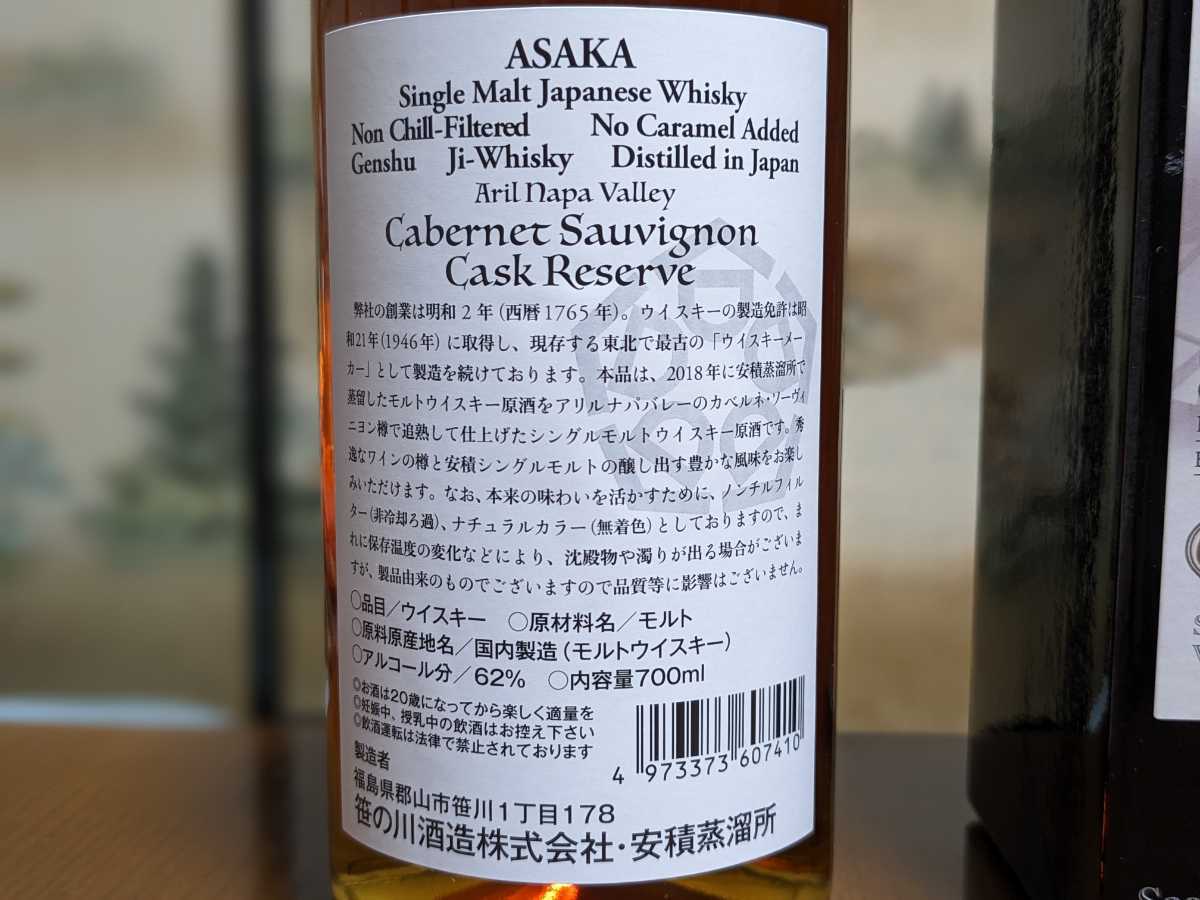 ASAKA
Single Malt Japanese Whisky
Non Chill-Filtered No Caramel Added
Genshu Ji-Whisky Distilled in Japan
Aril Napa Valley
Cabernet Sauvignon
Cask Reserve
弊社の創業は明和2年（西暦1765年）。ウイスキーの製造免許は昭
和21年（1946年）に取得し、現存する東北で最古の「ウイスキーメー
カー」として製造を続けております。本品は、2018年に安積蒸溜所で
蒸留したモルトウイスキー原酒をアリルナパバレーのカベルネ・ソーヴィ
ニヨン樽で追熟して仕上げたシングルモルトウイスキー原酒です。秀
逸なワインの樽と安積シングルモルトの醸し出す豊かな風味をお楽し
みいただけます。なお、本来の味わいを活かすために、ノンチルフィル
ター（非冷却ろ過）、ナチュラルカラー（無着色）としておりますので、ま
れに保存温度の変化などにより、沈殿物や濁りが出る場合がございま
すが、製品由来のものでございますので品質等に影響はございません。
○品目／ウイスキー ○原材料名／モルト
○原料原産地名／国内製造（モルトウイスキー）
○アルコール分／62% ○内容量700ml
◎お酒は20歳になってから楽しく適量を
◎妊娠中、授乳中の飲酒はお控え下さい
◎飲酒運転は法律で禁止されております
4 973373 607410
製造者
福島県郡山市笹川1丁目178
笹の川酒造株式会社・安積蒸溜所